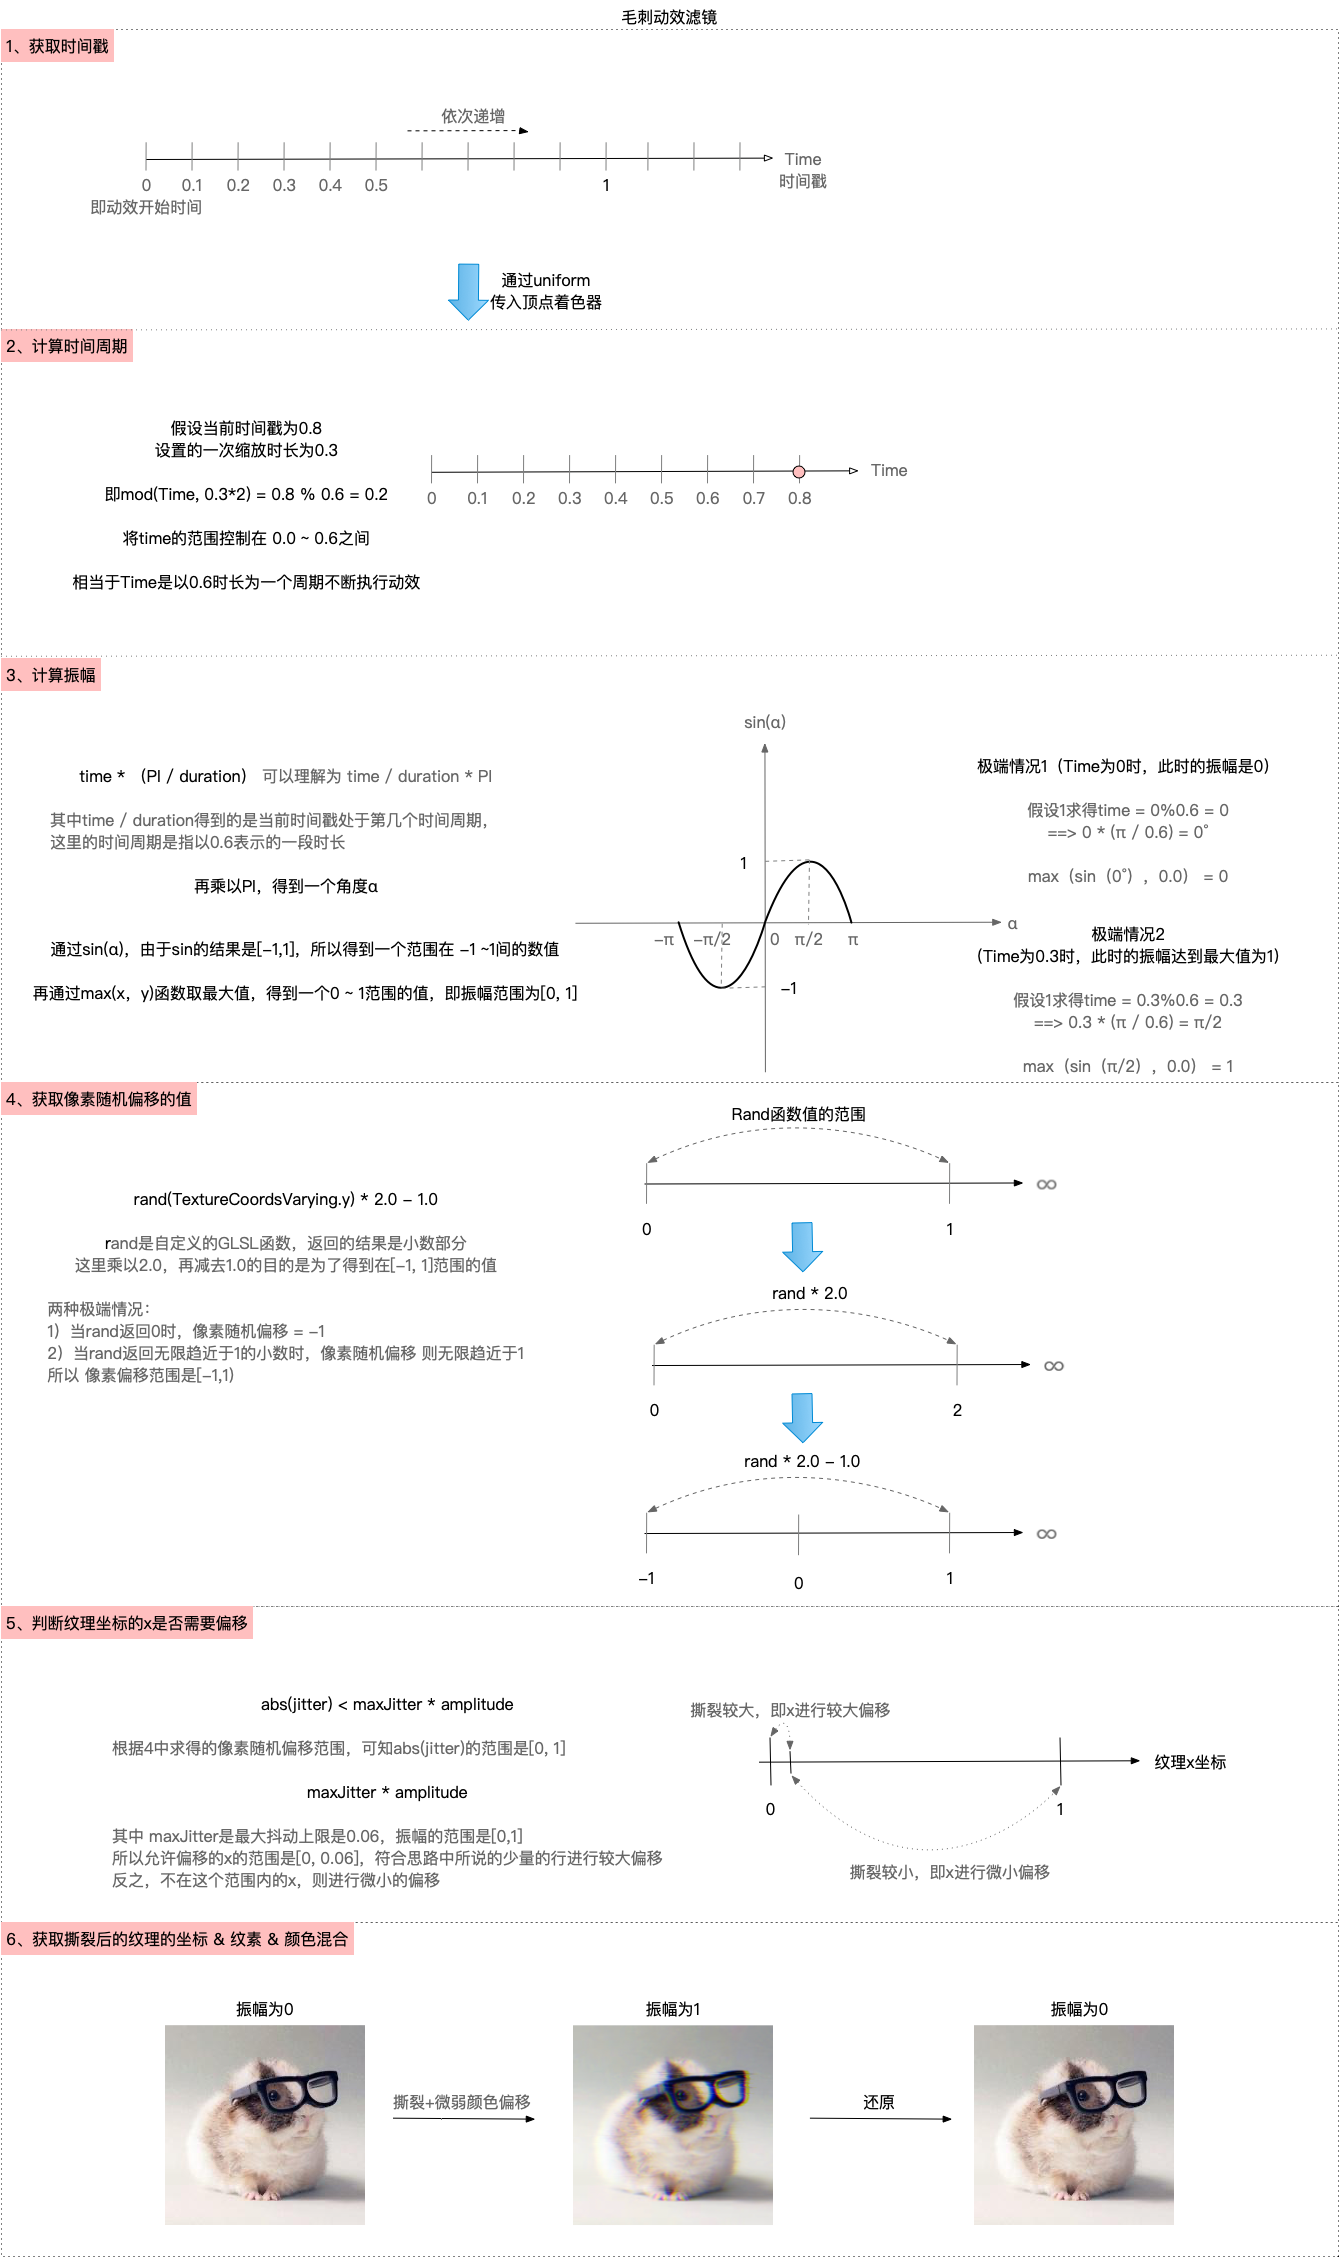 毛刺动效滤镜
1、获取时间戳
依次递增
Time
时间戳
0 0.1 0.2 0.3 0.4 0.5 1
即动效开始时间
通过uniform
传入顶点着色器
2、计算时间周期
假设当前时间戳为0.8
设置的一次缩放时长为0.3
即mod(Time, 0.3*2) = 0.8 % 0.6 = 0.2
将time的范围控制在 0.0 ~ 0.6之间
相当于Time是以0.6时长为一个周期不断执行动效
Time
0 0.1 0.2 0.3 0.4 0.5 0.6 0.7 0.8
3、计算振幅
time * （PI / duration） 可以理解为 time / duration * PI
其中time / duration得到的是当前时间戳处于第几个时间周期，
这里的时间周期是指以0.6表示的一段时长
再乘以PI，得到一个角度α
通过sin(α)，由于sin的结果是[-1,1]，所以得到一个范围在 -1 ~1间的数值
再通过max(x，y)函数取最大值，得到一个0 ~ 1范围的值，即振幅范围为[0, 1]
sin(α)
1
-π -π/2 0 π/2 π
α
-1
极端情况1（Time为0时，此时的振幅是0）
假设1求得time = 0%0.6 = 0
==> 0 * (π / 0.6) = 0°
max（sin（0°），0.0） = 0
极端情况2
（Time为0.3时，此时的振幅达到最大值为1）
假设1求得time = 0.3%0.6 = 0.3
==> 0.3 * (π / 0.6) = π/2
max（sin（π/2），0.0） = 1
4、获取像素随机偏移的值
rand(TextureCoordsVarying.y) * 2.0 - 1.0
rand是自定义的GLSL函数，返回的结果是小数部分
这里乘以2.0，再减去1.0的目的是为了得到在[-1, 1]范围的值
两种极端情况：
1）当rand返回0时，像素随机偏移 = -1
2）当rand返回无限趋近于1的小数时，像素随机偏移 则无限趋近于1
所以 像素偏移范围是[-1,1)
Rand函数值的范围
∞
0 1
rand * 2.0
∞
0 2
rand * 2.0 - 1.0
∞
-1 0 1
5、判断纹理坐标的x是否需要偏移
abs(jitter) < maxJitter * amplitude
根据4中求得的像素随机偏移范围，可知abs(jitter)的范围是[0, 1]
maxJitter * amplitude
其中 maxJitter是最大抖动上限是0.06，振幅的范围是[0,1]
所以允许偏移的x的范围是[0, 0.06]，符合思路中所说的少量的行进行较大偏移
反之，不在这个范围内的x，则进行微小的偏移
撕裂较大，即x进行较大偏移
纹理x坐标
0 1
撕裂较小，即x进行微小偏移
6、获取撕裂后的纹理的坐标 & 纹素 & 颜色混合
振幅为0
撕裂+微弱颜色偏移
振幅为1
还原
振幅为0